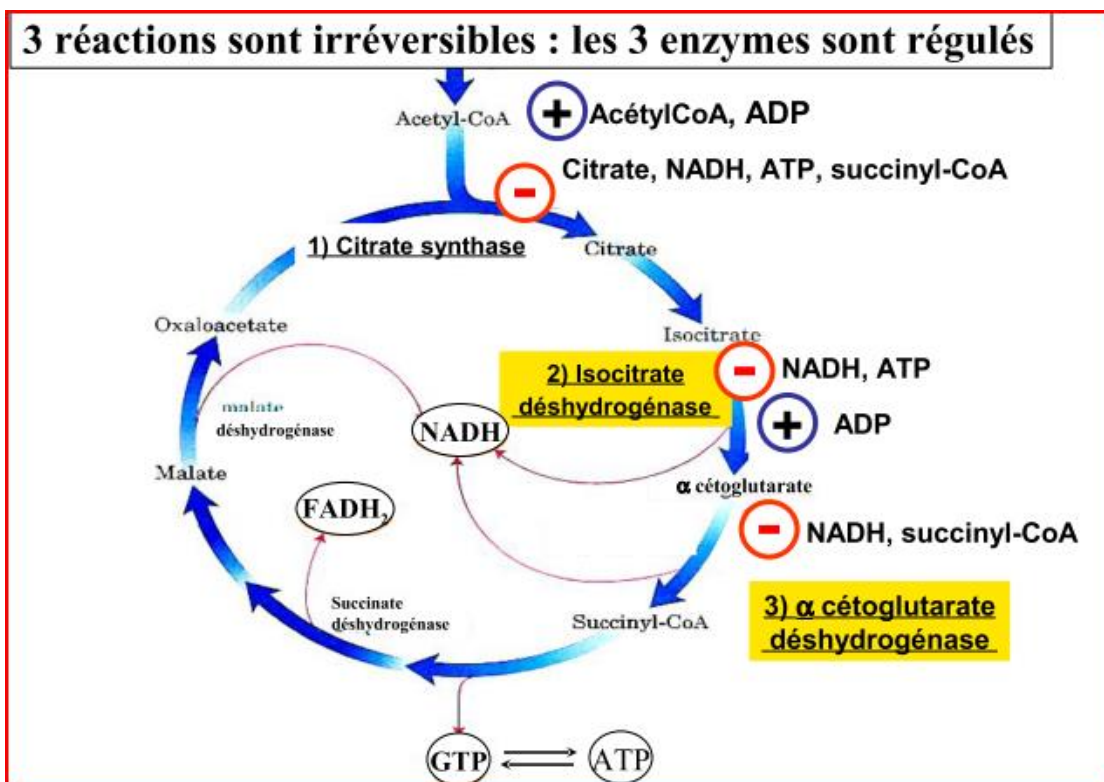 3 réactions sont irréversibles : les 3 enzymes sont régulés
Acetyl-CoA
+
AcétylCoA, ADP
-
Citrate, NADH, ATP, succinyl-CoA
1) Citrate synthase
Citrate
Oxaloacetate
Isocitrate
2) Isocitrate
déshydrogénase
-
NADH, ATP
+
ADP
malate
déshydrogénase
NADH
Malate
α cétoglutarate
FADH₂
-
NADH, succinyl-CoA
Succinate
déshydrogénase
Succinyl-CoA
3) α cétoglutarate
déshydrogénase
GTP
ATP